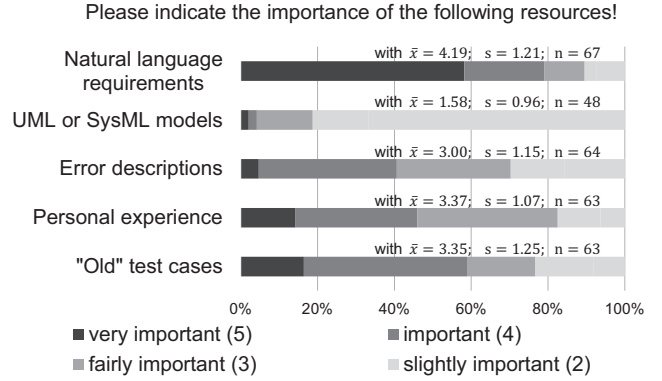 Please indicate the importance of the following resources!
with x̄ = 4.19; s = 1.21; n = 67
Natural language
requirements
with x̄ = 1.58; s = 0.96; n = 48
UML or SysML models
with x̄ = 3.00; s = 1.15; n = 64
Error descriptions
with x̄ = 3.37; s = 1.07; n = 63
Personal experience
with x̄ = 3.35; s = 1.25; n = 63
"Old" test cases
0% 20% 40% 60% 80% 100%
very important (5) important (4)
fairly important (3) slightly important (2)